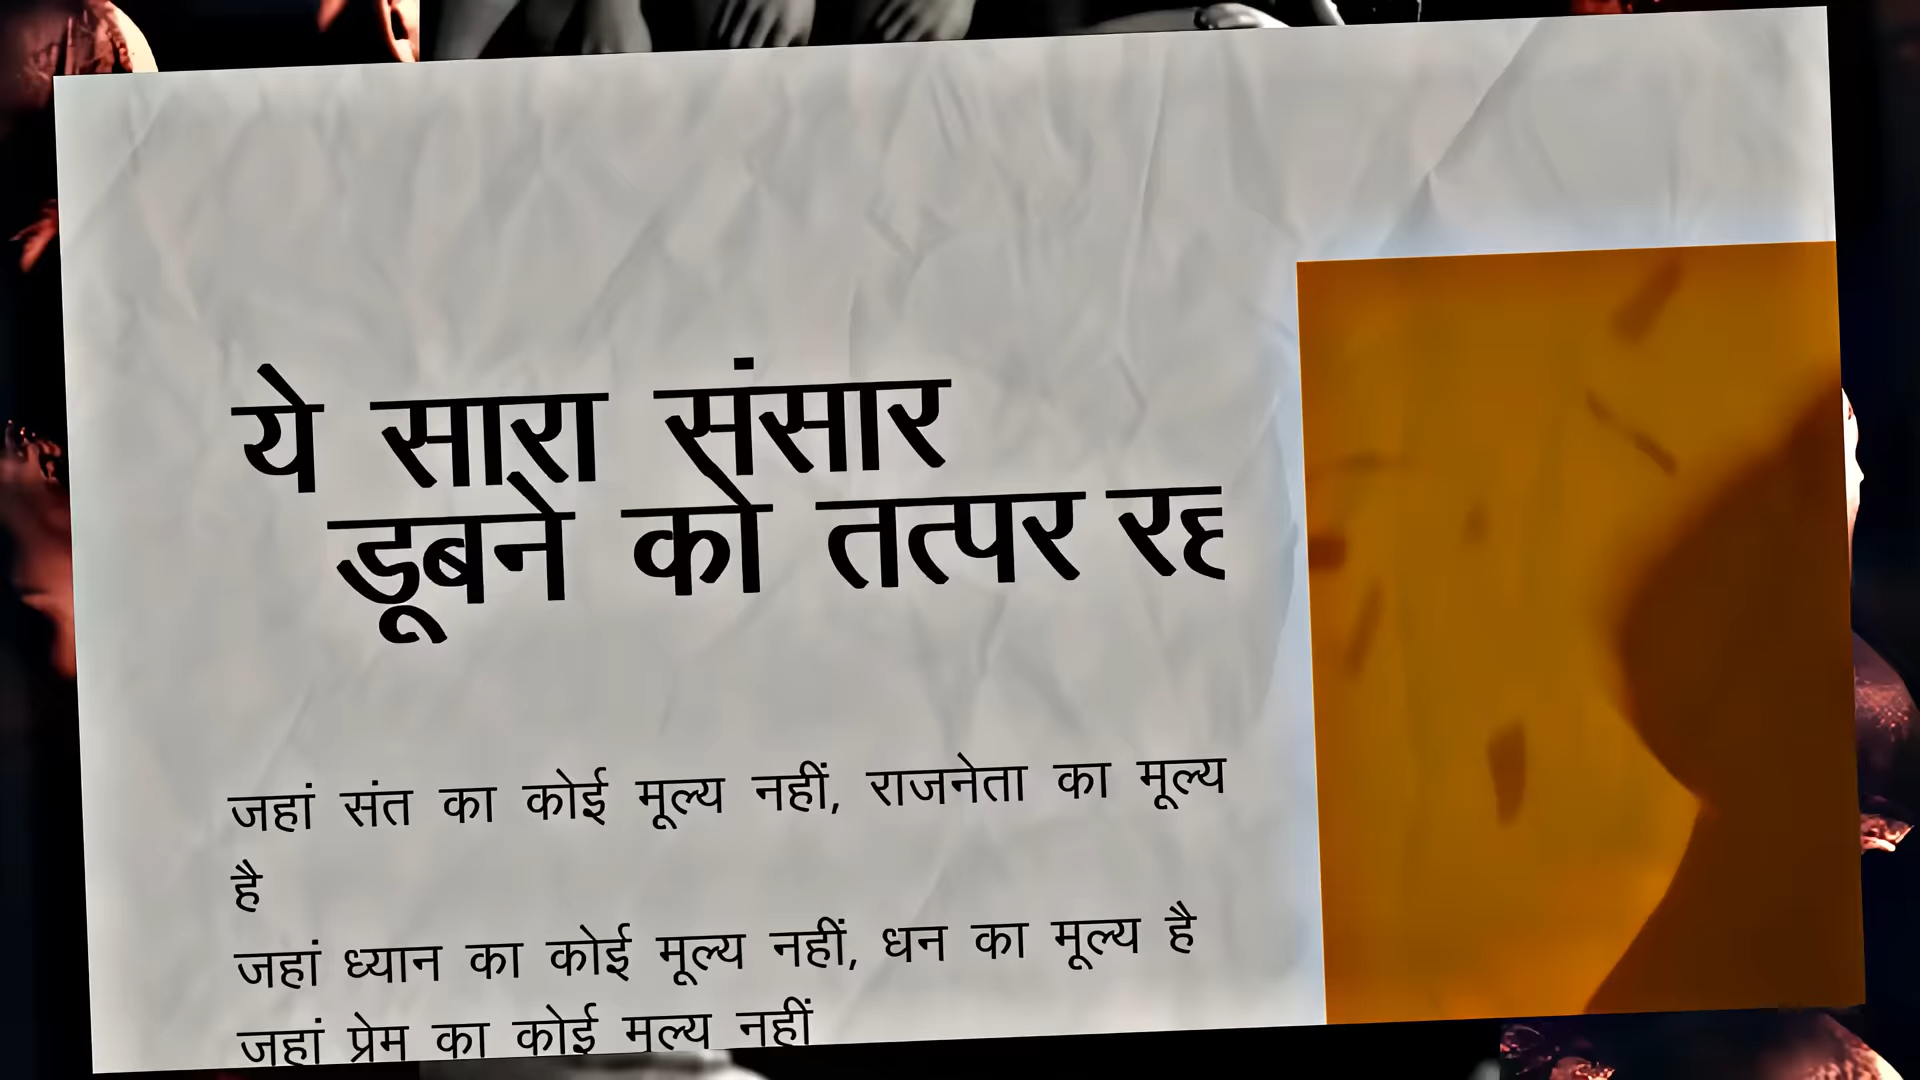 ये सारा संसार
डूबने को तत्पर
जहां संत का कोई मूल्य नहीं, राजनेता का मूल्य
है
जहां ध्यान का कोई मूल्य नहीं, धन का मूल्य है
जहां प्रेम का कोई मूल्य नहीं